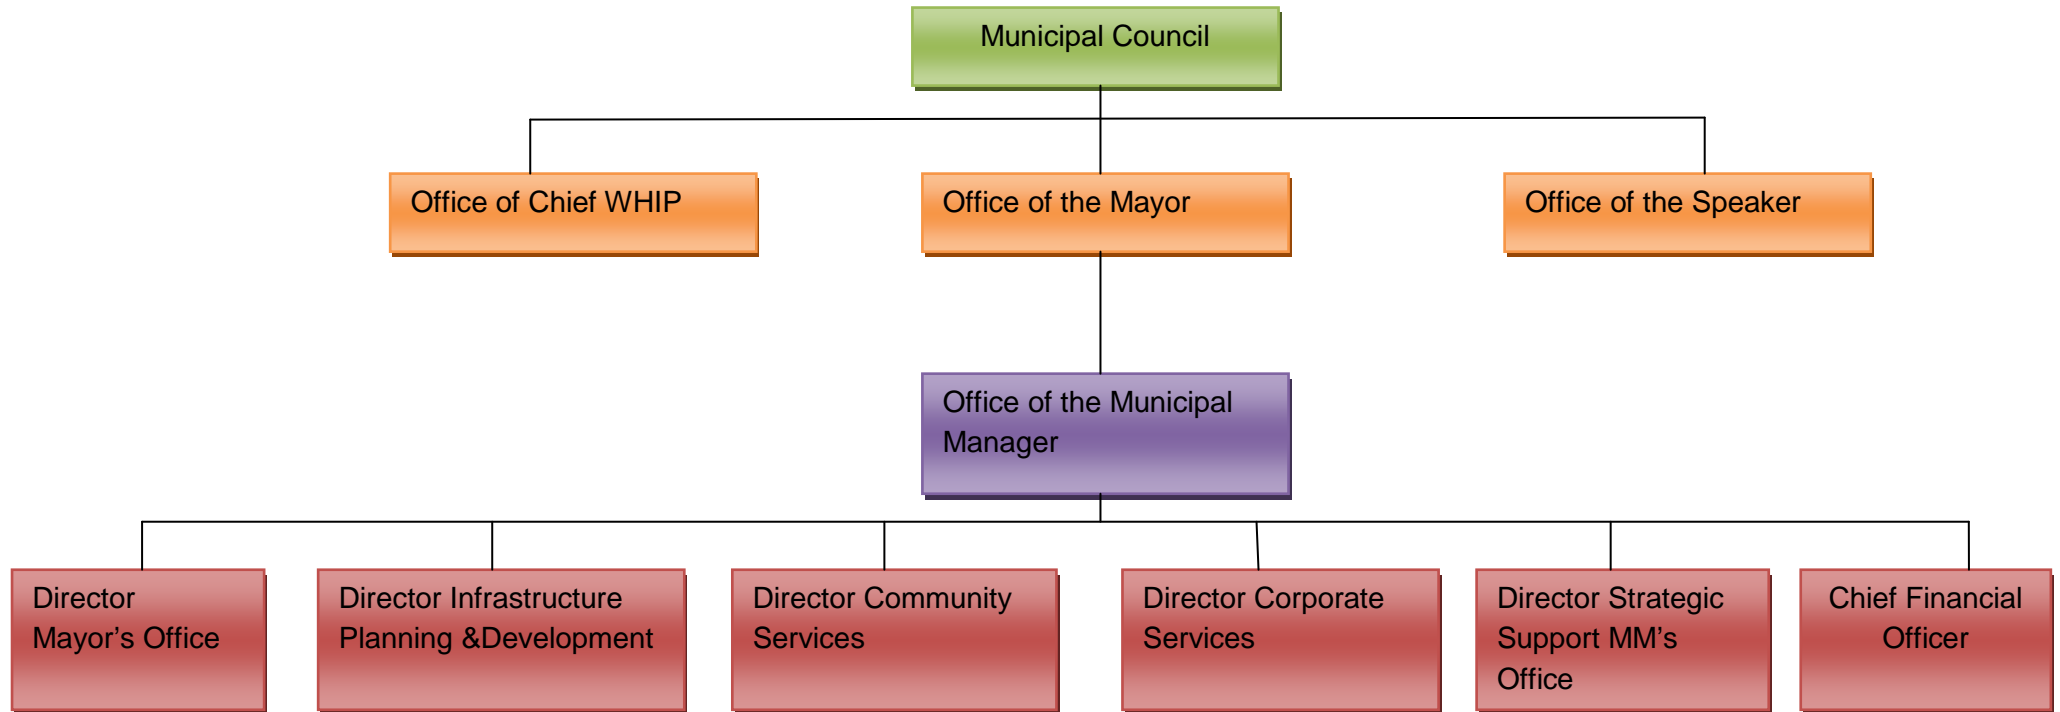 Municipal Council
Office of Chief WHIP
Office of the Mayor
Office of the Speaker
Office of the Municipal
Manager
Director
Mayor’s Office
Director Infrastructure
Planning &Development
Director Community
Services
Director Corporate
Services
Director Strategic
Support MM’s
Office
Chief Financial
Officer